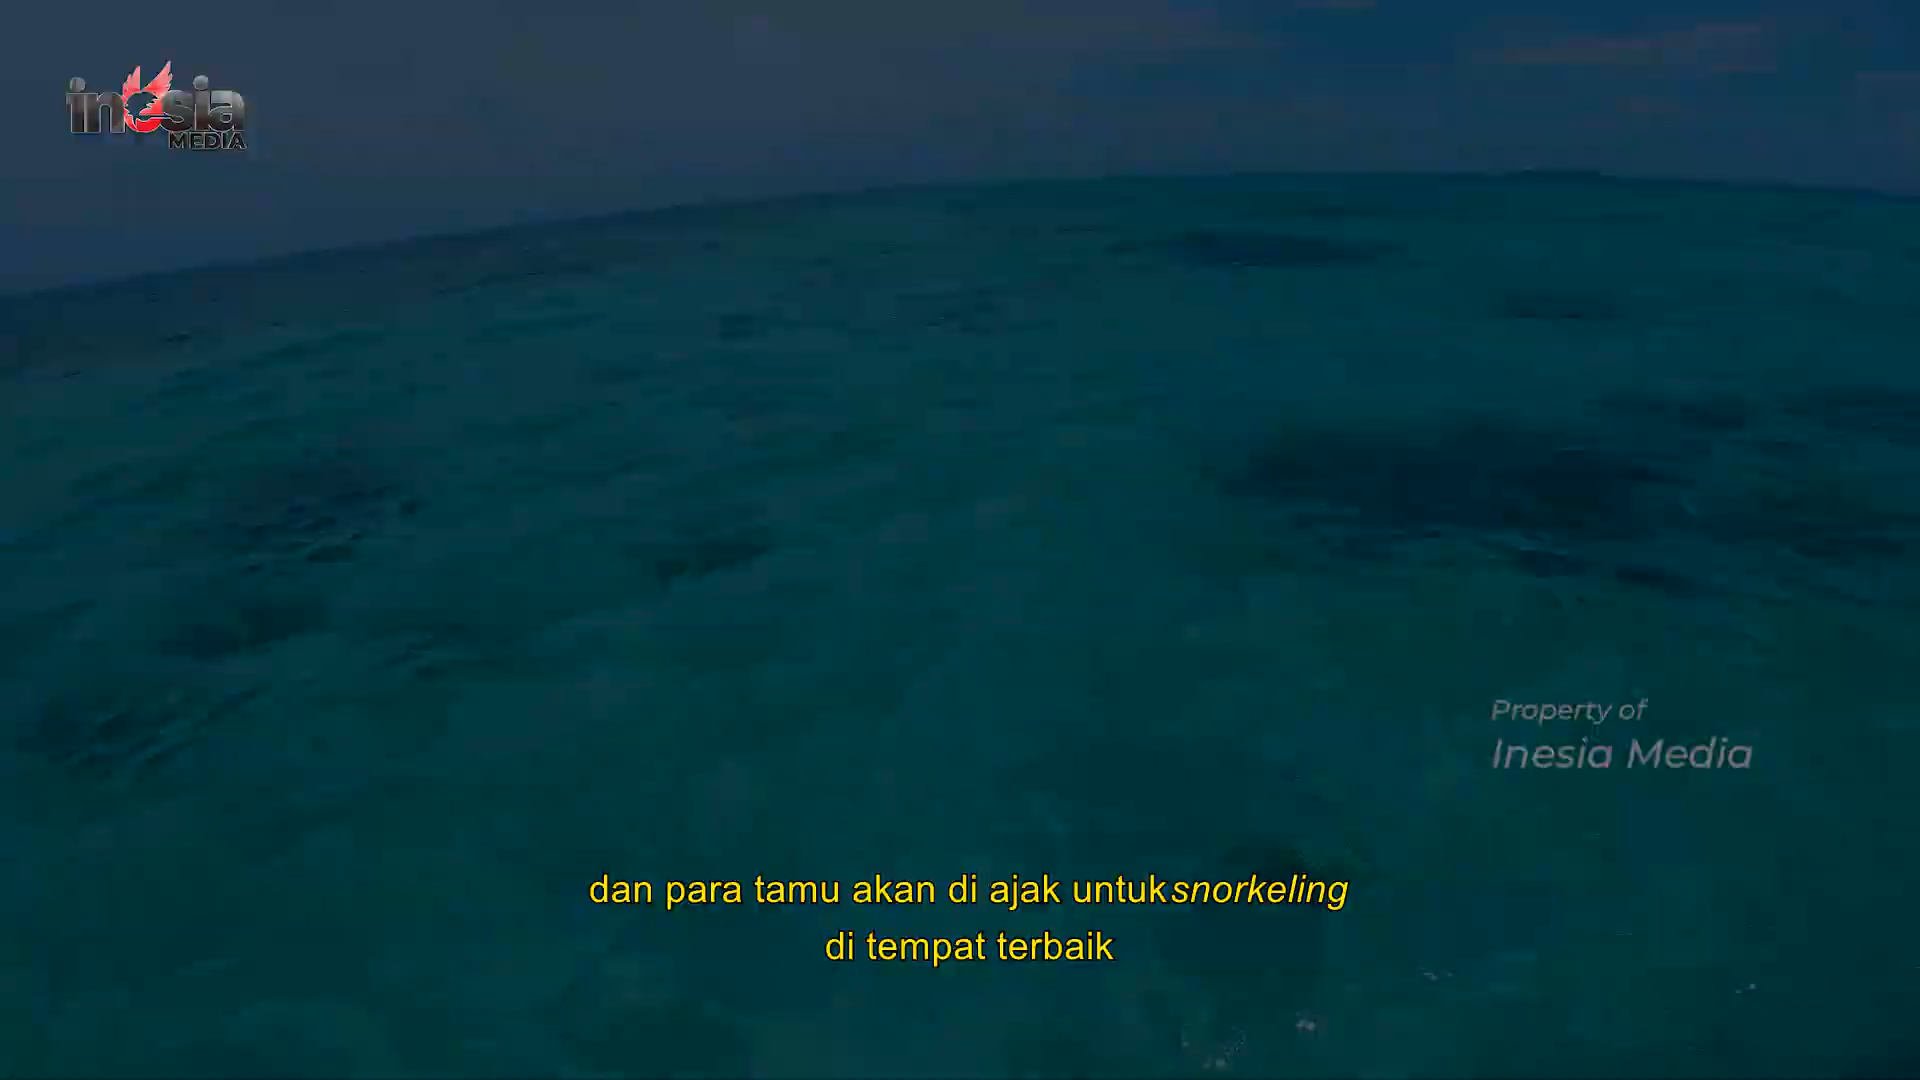 inesia
MEDIA
Property of
Inesia Media
dan para tamu akan di ajak untuk snorkeling
di tempat terbaik